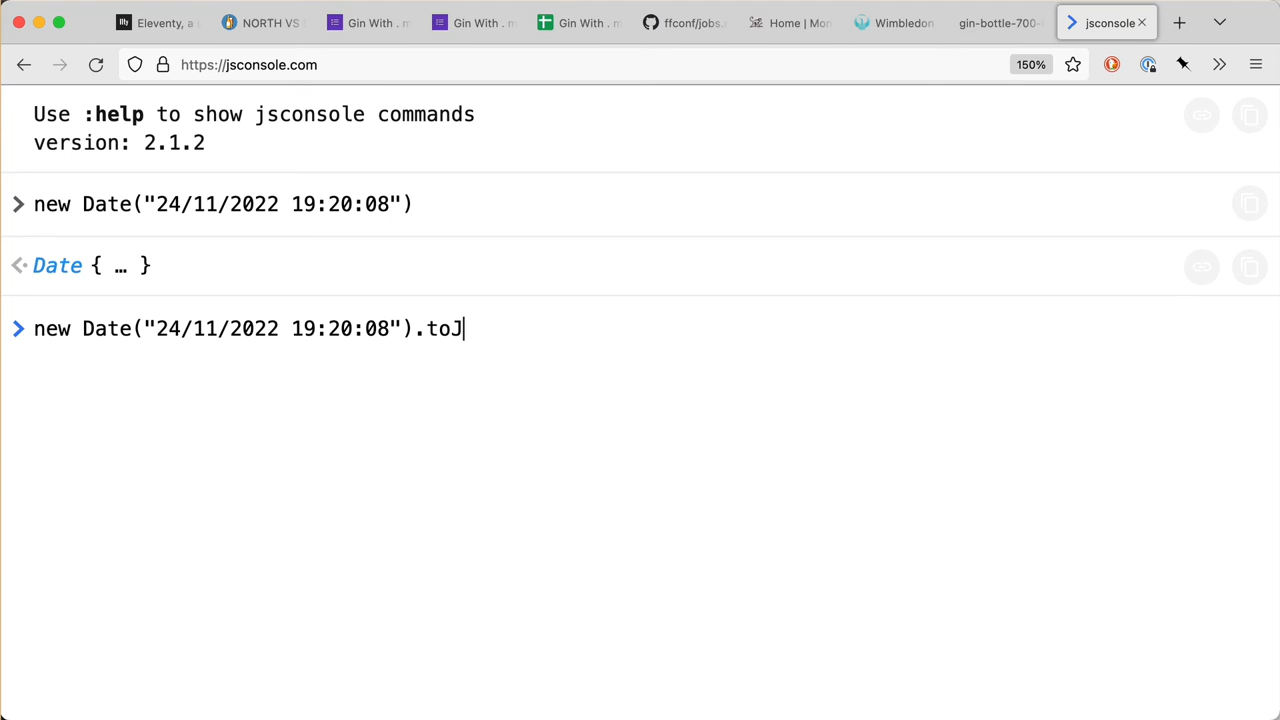 Eleventy, a u
NORTH VS
Gin With . m
Gin With . m
Gin With . m
ffconf/jobs.
Home | Mon
Wimbledon
gin-bottle-700-
jsconsole
https://jsconsole.com
150%
Use :help to show jsconsole commands
version: 2.1.2
new Date("24/11/2022 19:20:08")
Date { … }
new Date("24/11/2022 19:20:08").toJ